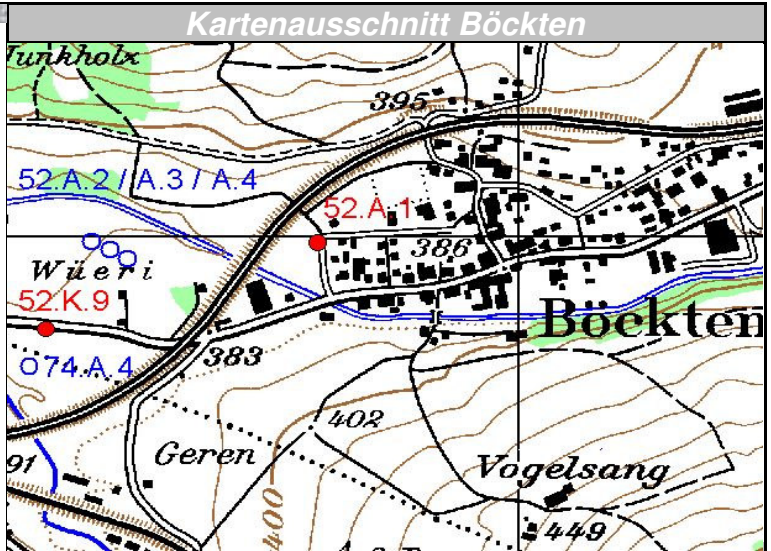 Kartenausschnitt Böckten
Junkholx
395
52.A.2 / A.3 / A.4
52.A.1
386
Wüeri
52.K.9
Böckten
383
74.A.4
402
91
Geren
Vogelsang
400
449